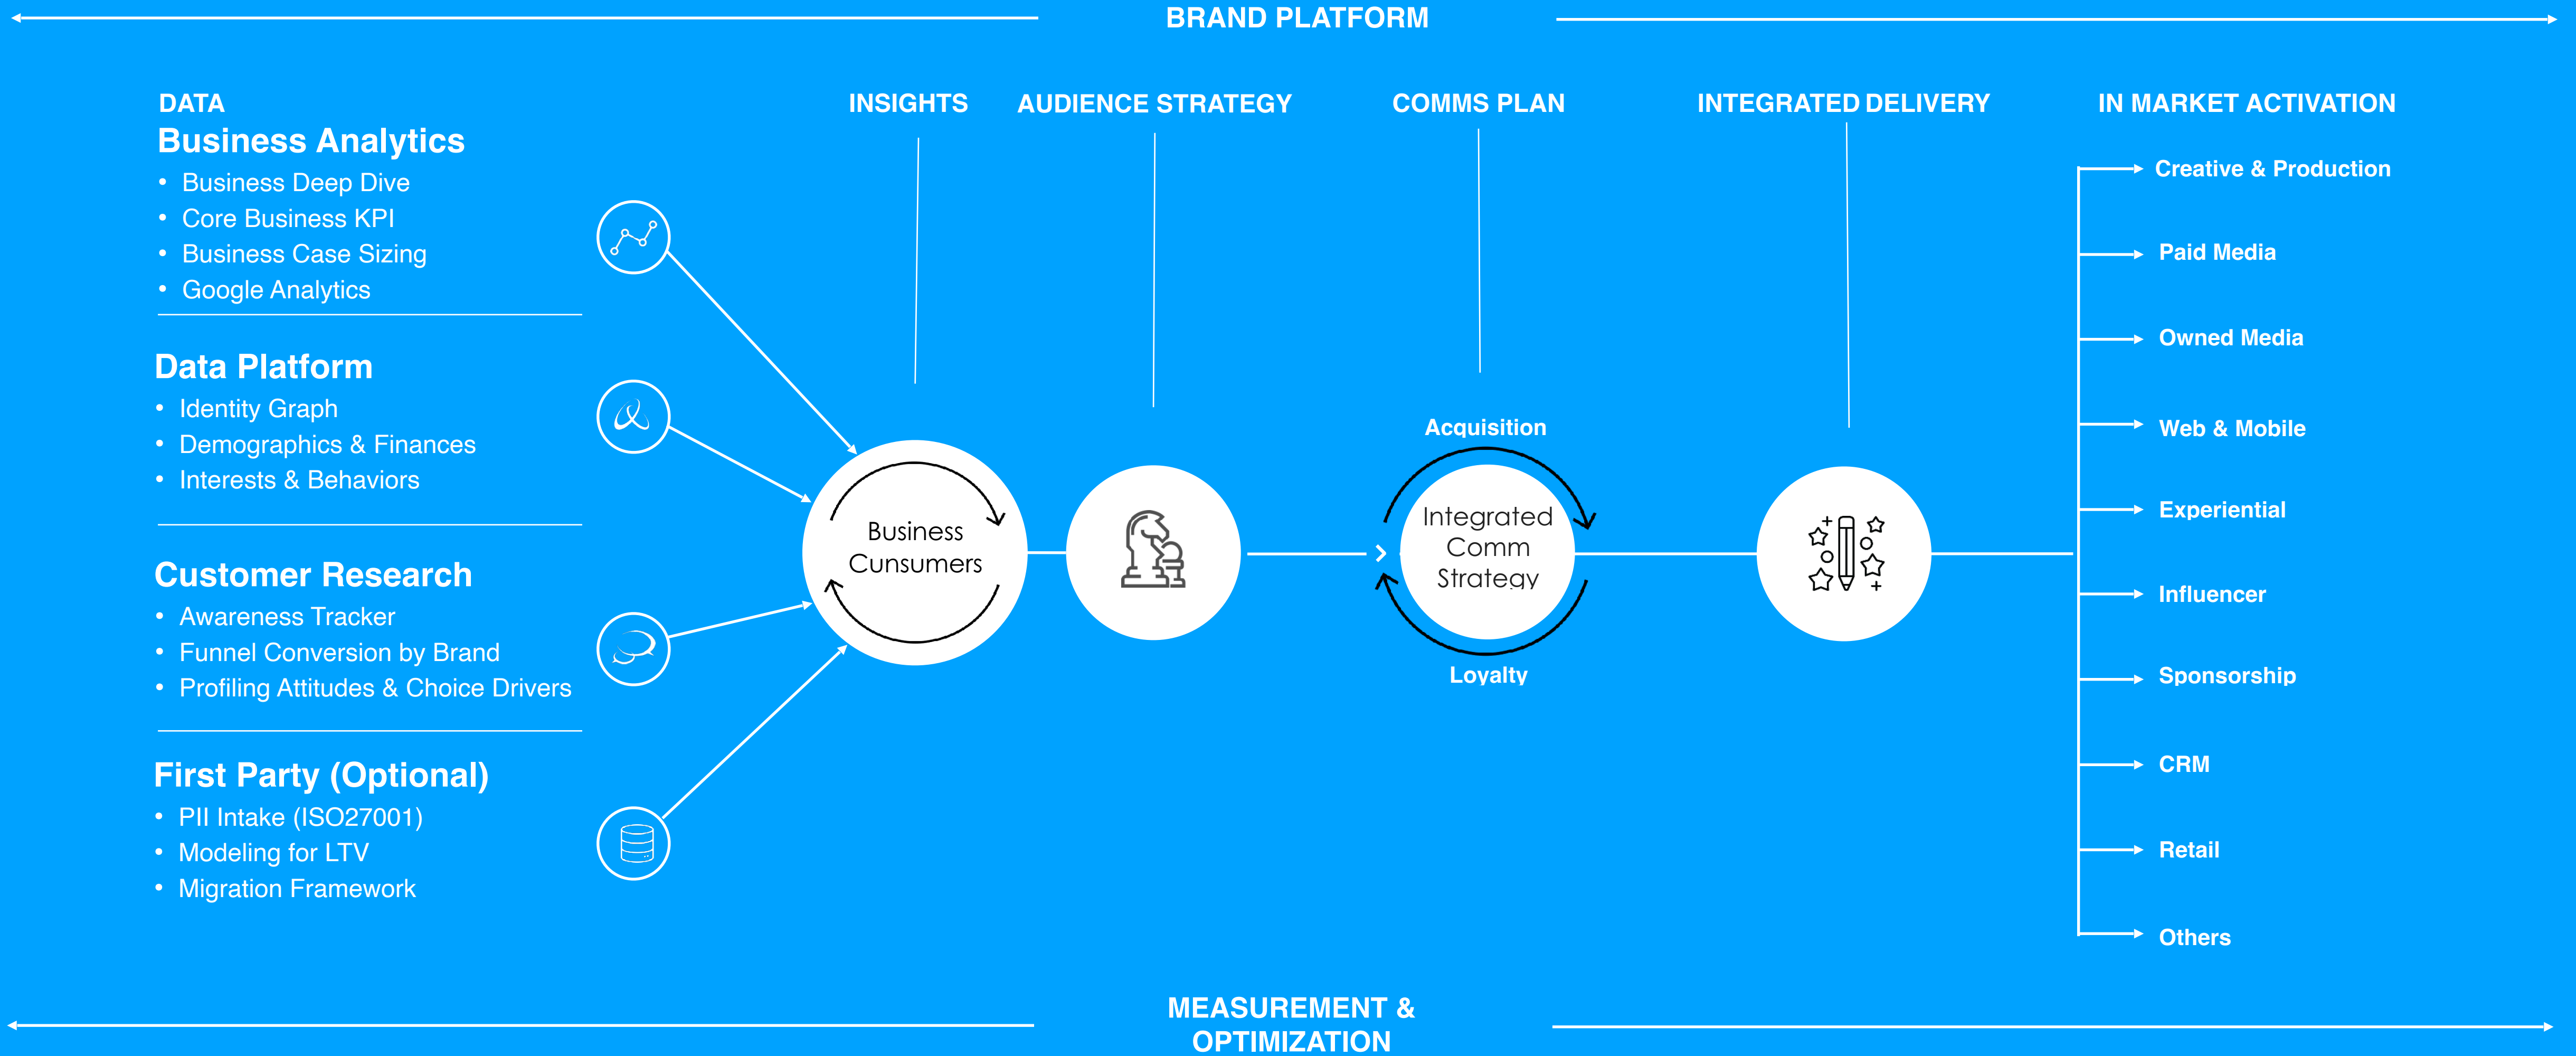 BRAND PLATFORM
DATA
Business Analytics
• Business Deep Dive
• Core Business KPI
• Business Case Sizing
• Google Analytics
Data Platform
• Identity Graph
• Demographics & Finances
• Interests & Behaviors
Customer Research
• Awareness Tracker
• Funnel Conversion by Brand
• Profiling Attitudes & Choice Drivers
First Party (Optional)
• PII Intake (ISO27001)
• Modeling for LTV
• Migration Framework
INSIGHTS
Business
Cunsumers
AUDIENCE STRATEGY
COMMS PLAN
Acquisition
Integrated
Comm
Strategy
Loyalty
INTEGRATED DELIVERY
IN MARKET ACTIVATION
Creative & Production
Paid Media
Owned Media
Web & Mobile
Experiential
Influencer
Sponsorship
CRM
Retail
Others
MEASUREMENT &
OPTIMIZATION